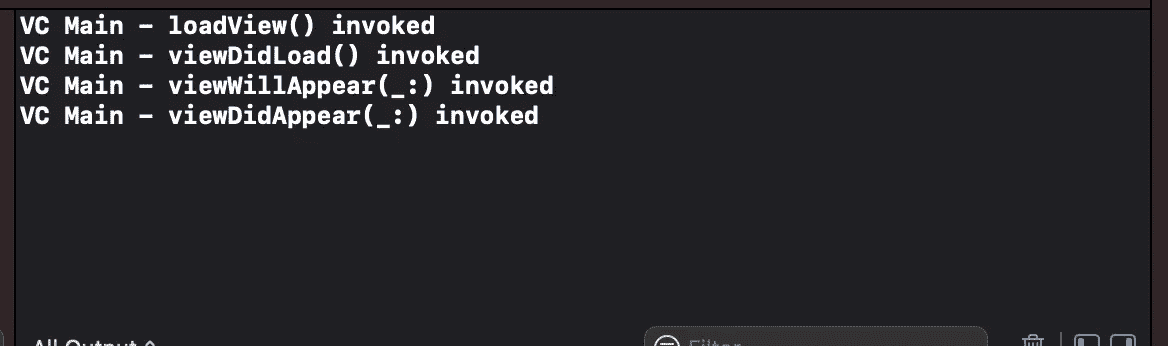 VC Main – loadView() invoked
VC Main – viewDidLoad() invoked
VC Main – viewWillAppear(_:) invoked
VC Main – viewDidAppear(_:) invoked
All Output
Filter